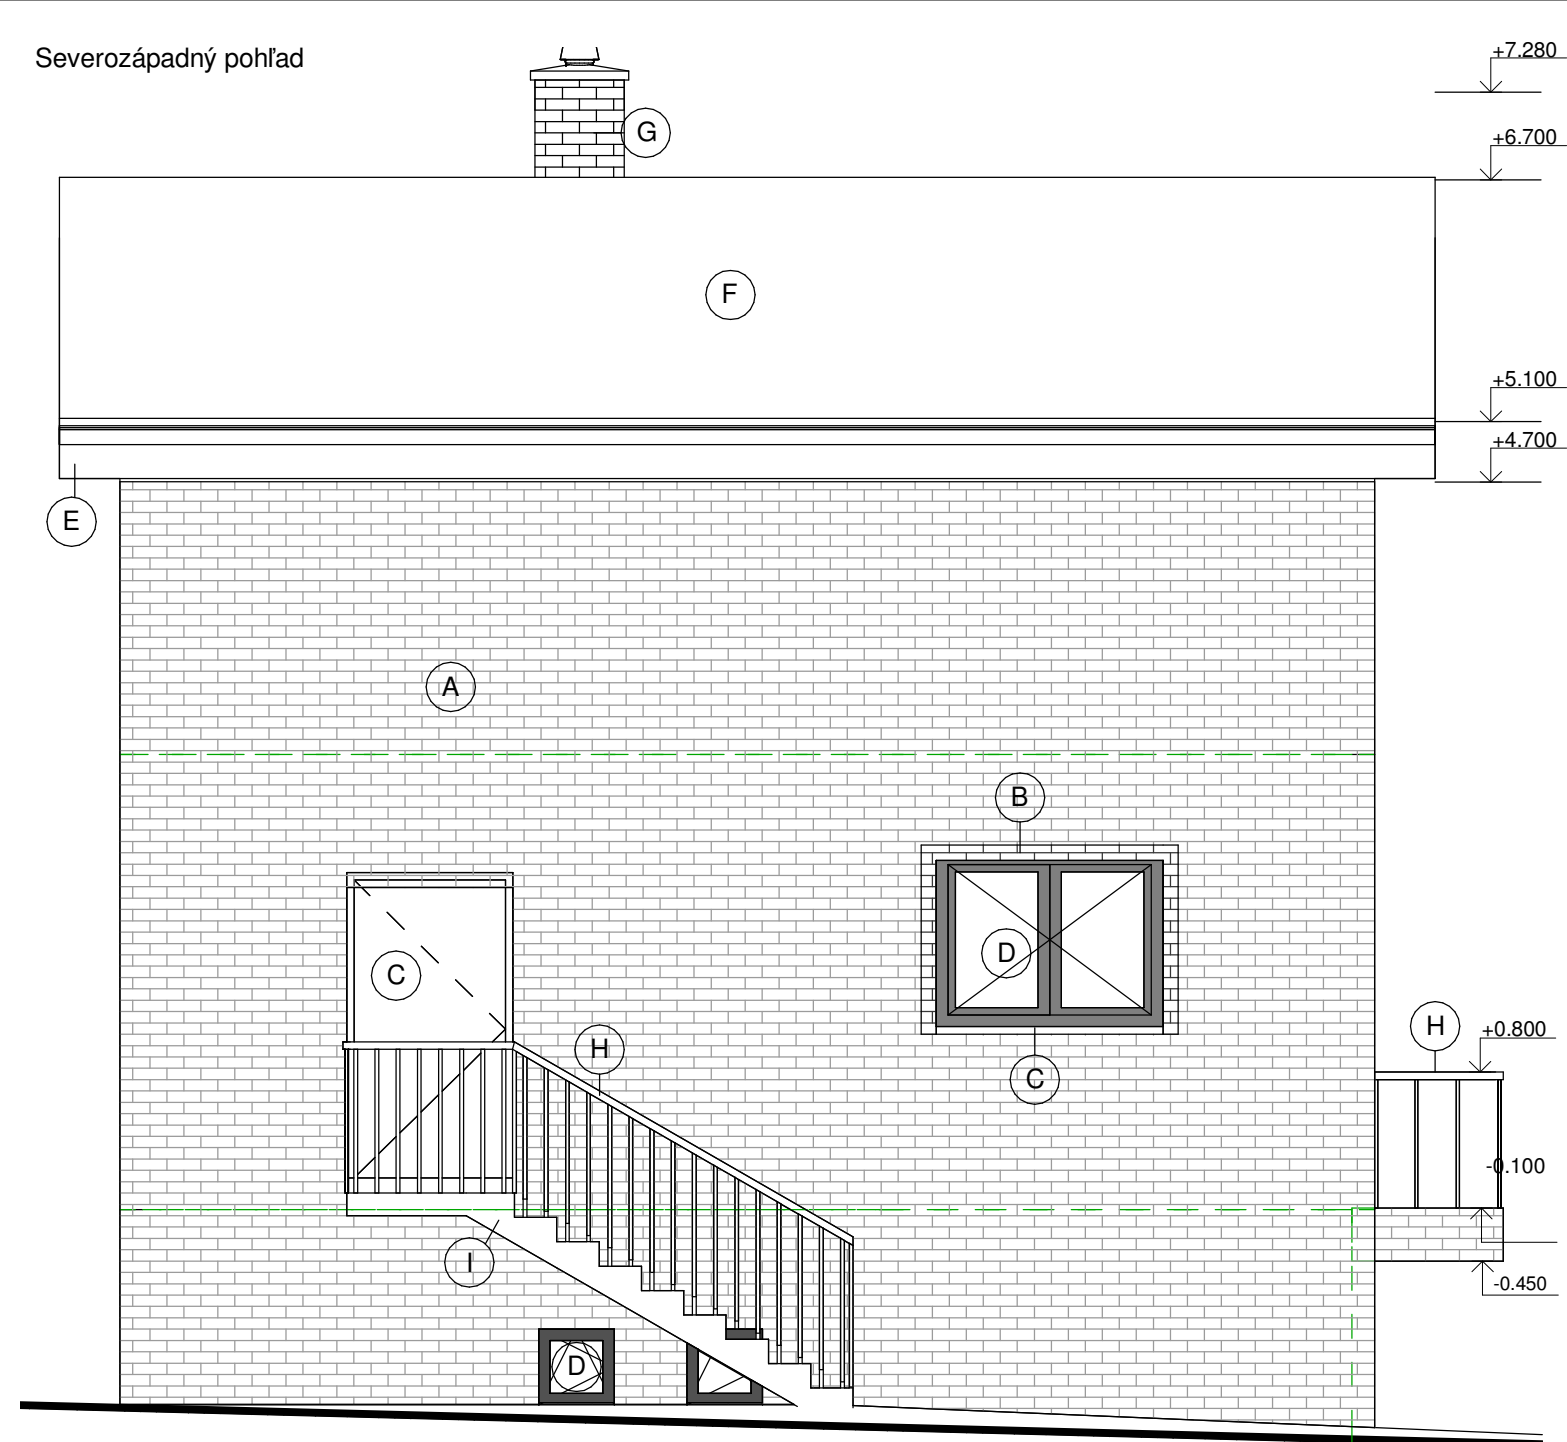 Severozápadný pohľad
+7.280
G
+6.700
F
+5.100
+4.700
E
A
B
D
C
H
H
+0.800
C
-0.100
I
-0.450
D